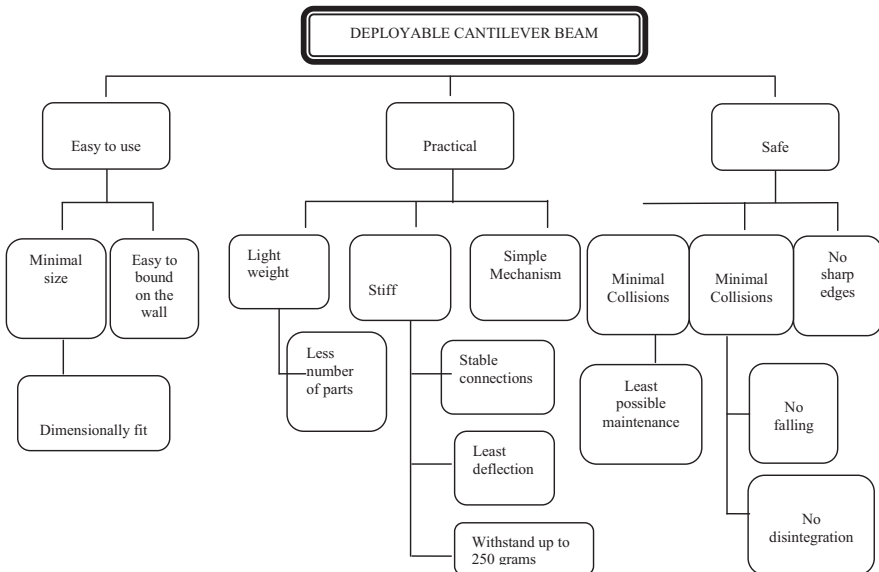 DEPLOYABLE CANTILEVER BEAM
Easy to use
Practical
Safe
Minimal
size
Easy to
bound on
on the
wall
Light
weight
Stiff
Simple
Mechanism
Minimal
Collisions
Minimal
Collisions
No
sharp
edges
Less
number
of parts
Stable
connections
Least
possible
maintenance
No
falling
Dimensionally fit
Least
deflection
No
disintegration
Withstand up to
250 grams